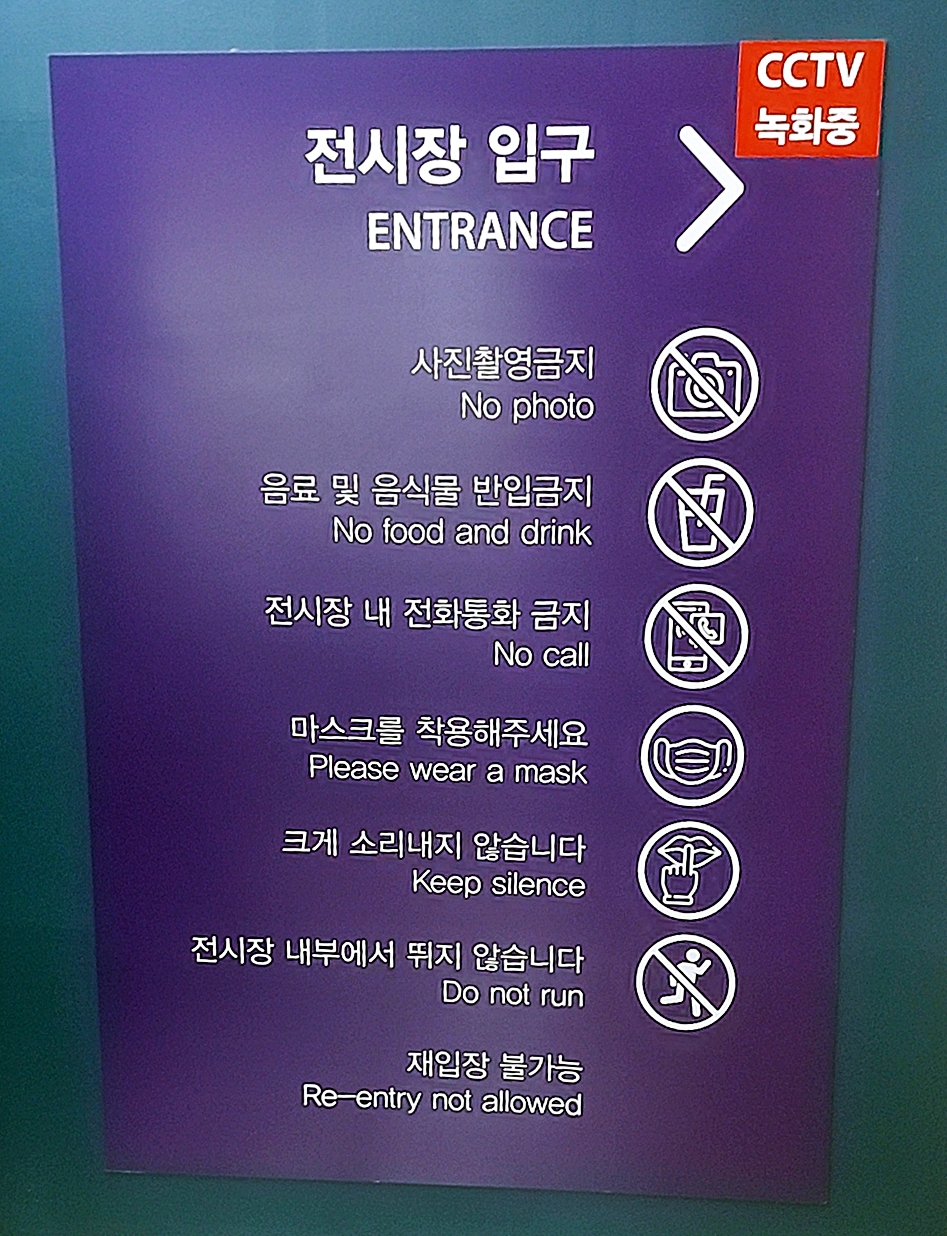 CCTV
녹화중
전시장 입구
ENTRANCE
사진촬영금지
No photo
음료 및 음식물 반입금지
No food and drink
전시장 내 전화통화 금지
No call
마스크를 착용해주세요
Please wear a mask
크게 소리내지 않습니다
Keep silence
전시장 내부에서 뛰지 않습니다
Do not run
재입장 불가능
Re-entry not allowed